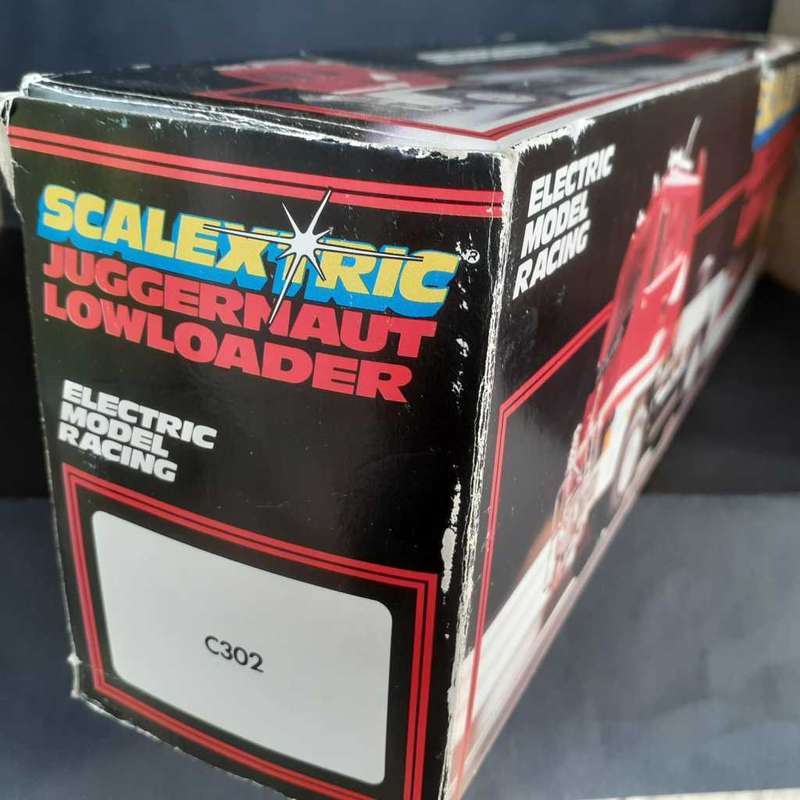 SCALEXTRIC®
JUGGERNAUT
LOWLOADER
ELECTRIC
MODEL
RACING
C302
ELECTRIC
MODEL
RACING